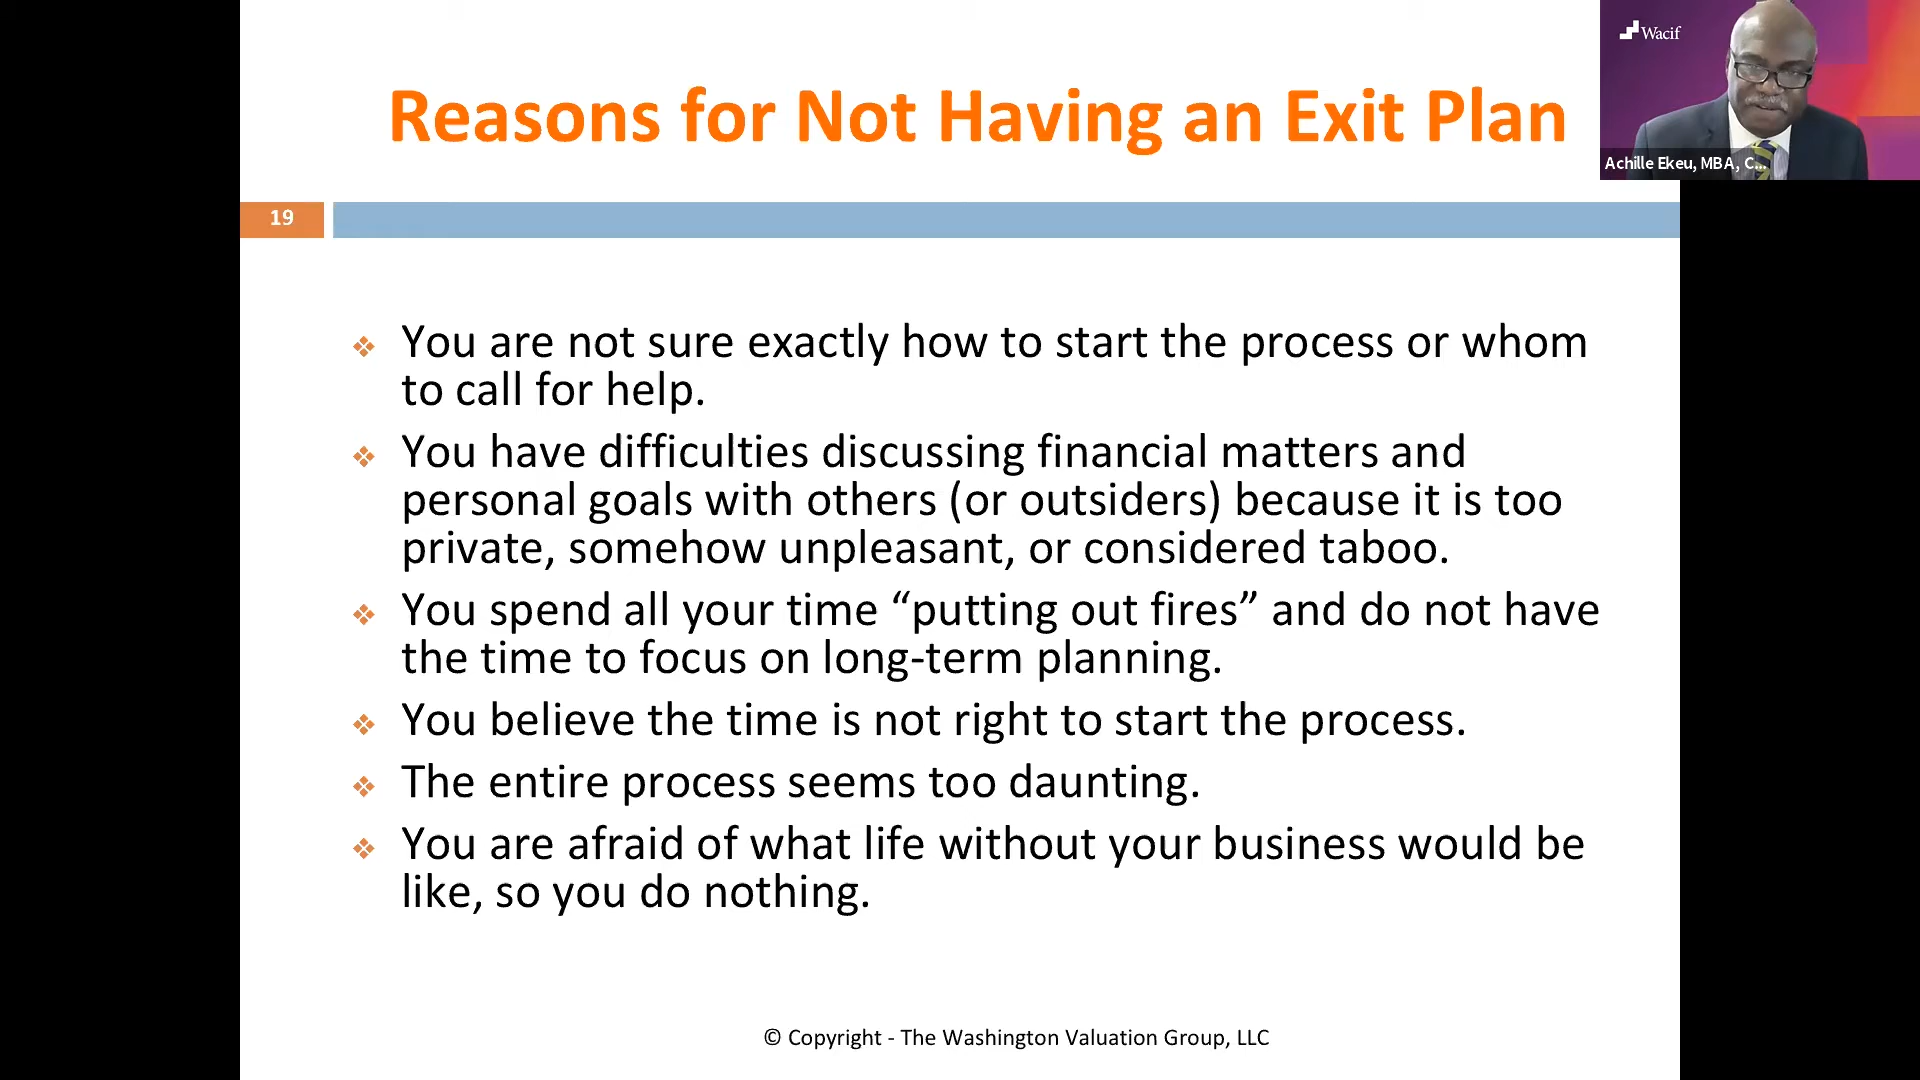 Reasons for Not Having an Exit Plan
Wacif
Achille Ekeu, MBA, C...
19
❖ You are not sure exactly how to start the process or whom
to call for help.
❖ You have difficulties discussing financial matters and
personal goals with others (or outsiders) because it is too
private, somehow unpleasant, or considered taboo.
❖ You spend all your time “putting out fires” and do not have
the time to focus on long-term planning.
❖ You believe the time is not right to start the process.
❖ The entire process seems too daunting.
❖ You are afraid of what life without your business would be
like, so you do nothing.
© Copyright - The Washington Valuation Group, LLC